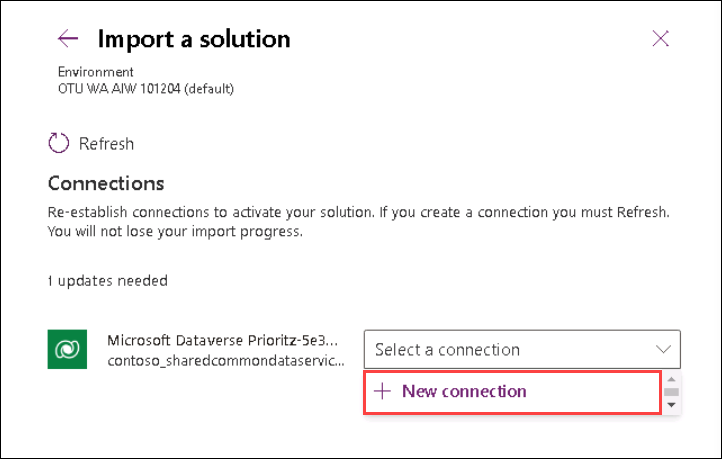 Import a solution
Environment
OTU WA AIW 101204 (default)
Refresh
Connections
Re-establish connections to activate your solution. If you create a connection you must Refresh.
You will not lose your import progress.
1 updates needed
Microsoft Dataverse Prioritz-5e3...
contoso_sharedcommondataservic...
Select a connection
New connection